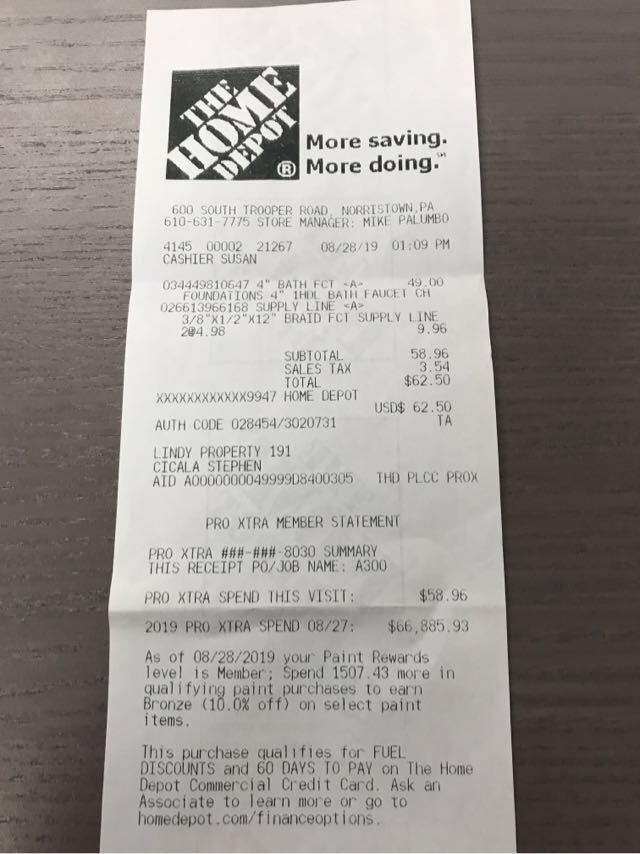 THE
HOME
DEPOT
®
More saving.
More doing.℠
600 SOUTH TROOPER ROAD, NORRISTOWN,PA
610-631-7775 STORE MANAGER: MIKE PALUMBO
4145 00002 21267 08/28/19 01:09 PM
CASHIER SUSAN
034449810647 4" BATH FCT <A> 49.00
FOUNDATIONS 4" 1HDL BATH FAUCET CH
026613966168 SUPPLY LINE <A>
3/8"X1/2"X12" BRAID FCT SUPPLY LINE
2@4.98 9.96
SUBTOTAL 58.96
SALES TAX 3.54
TOTAL $62.50
XXXXXXXXXXXX9947 HOME DEPOT
USD$ 62.50
AUTH CODE 028454/3020731 TA
LINDY PROPERTY 191
CICALA STEPHEN
AID A0000000049999D8400305 THD PLCC PROX
PRO XTRA MEMBER STATEMENT
PRO XTRA ###-###-8030 SUMMARY
THIS RECEIPT PO/JOB NAME: A300
PRO XTRA SPEND THIS VISIT: $58.96
2019 PRO XTRA SPEND 08/27: $66,885.93
As of 08/28/2019 your Paint Rewards
level is Member; Spend 1507.43 more in
qualifying paint purchases to earn
Bronze (10.0% off) on select paint
items.
This purchase qualifies for FUEL
DISCOUNTS and 60 DAYS TO PAY on The Home
Depot Commercial Credit Card. Ask an
Associate to learn more or go to
homedepot.com/financeoptions.